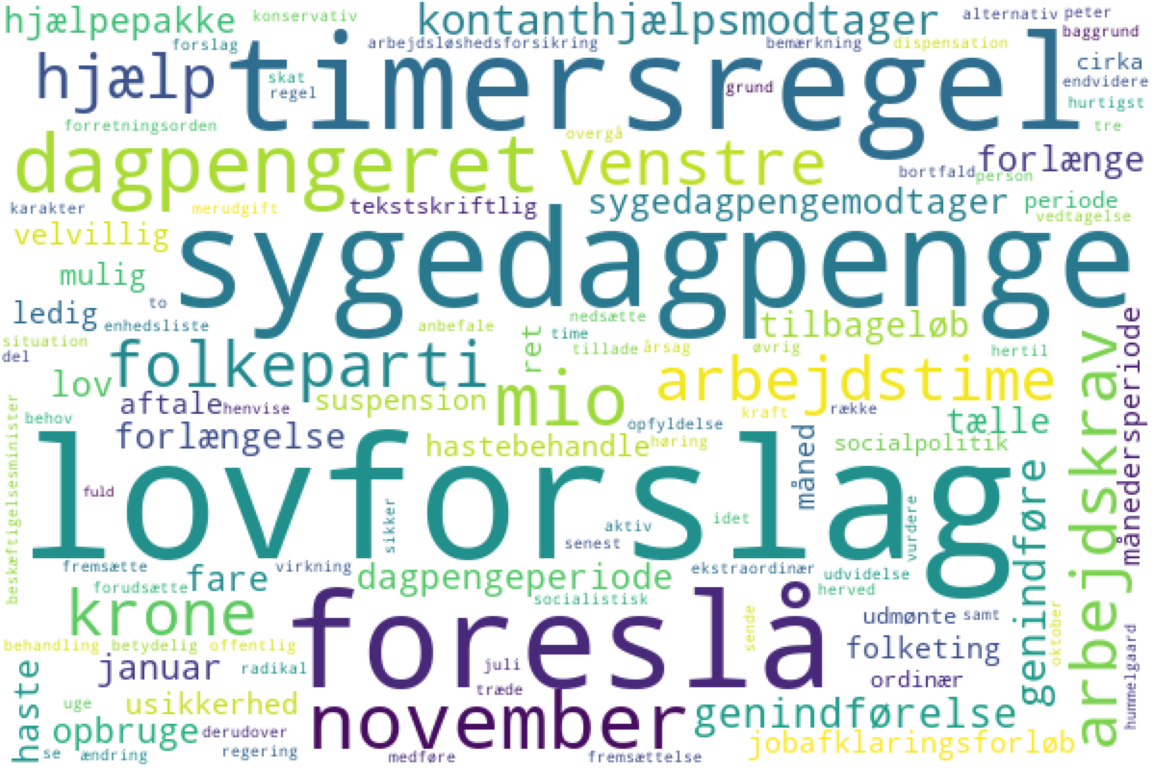 hjælpepakke
konservativ
kontanthjælpsmodtager
alternativ
peter
forslag
arbejdsløshedsforsikring
bemærkning
dispensation
baggrund
hjælp
timersregel
skat
regel
grund
cirka
endvidere
hurtigst
forretningsorden
overgå
tre
dagpengeret
venstre
bortfald
forlænge
person
karakter
merudgift
tekstskriftlig
sygedagpengemodtager
periode
vedtagelse
velvillig
sygedagpenge
mulig
to
ledig
enhedsliste
anbefale
ret
nedsætte
time
tilbageløb
månedersperiode
situation
del
folkeparti
tillade
årsag
øvrig
hertil
arbejdskrav
lov
mio
arbejdstime
aftale
henvise
suspension
kraft
række
tælle
behov
beskæftigelsesminister
forlængelse
hastebehandle
opfyldelse
høring
måned
socialpolitik
lovforslag
fuld
sikker
aktiv
idet
senest
vurdere
genindføre
fremsætte
fare
virkning
dagpengeperiode
ekstraordinær
udvidelse
forudsætte
herved
krone
foreslå
socialistisk
sende
udmønte
samt
oktober
behandling
betydelig
offentlig
folketing
hummelgaard
haste
januar
radikal
juli
træde
ordinær
uge
usikkerhed
november
genindførelse
opbruge
derudover
jobafklaringsforløb
se
ændring
regering
medføre
fremsættelse